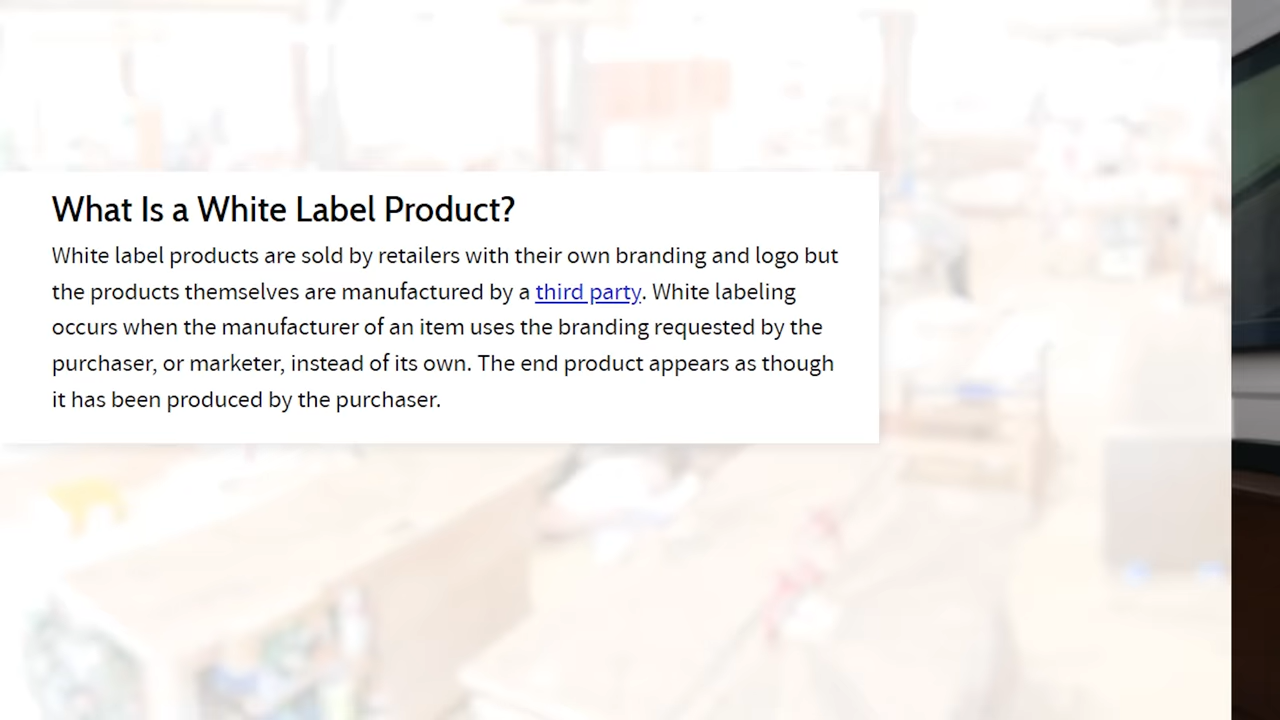 What Is a White Label Product?
White label products are sold by retailers with their own branding and logo but
the products themselves are manufactured by a third party. White labeling
occurs when the manufacturer of an item uses the branding requested by the
purchaser, or marketer, instead of its own. The end product appears as though
it has been produced by the purchaser.